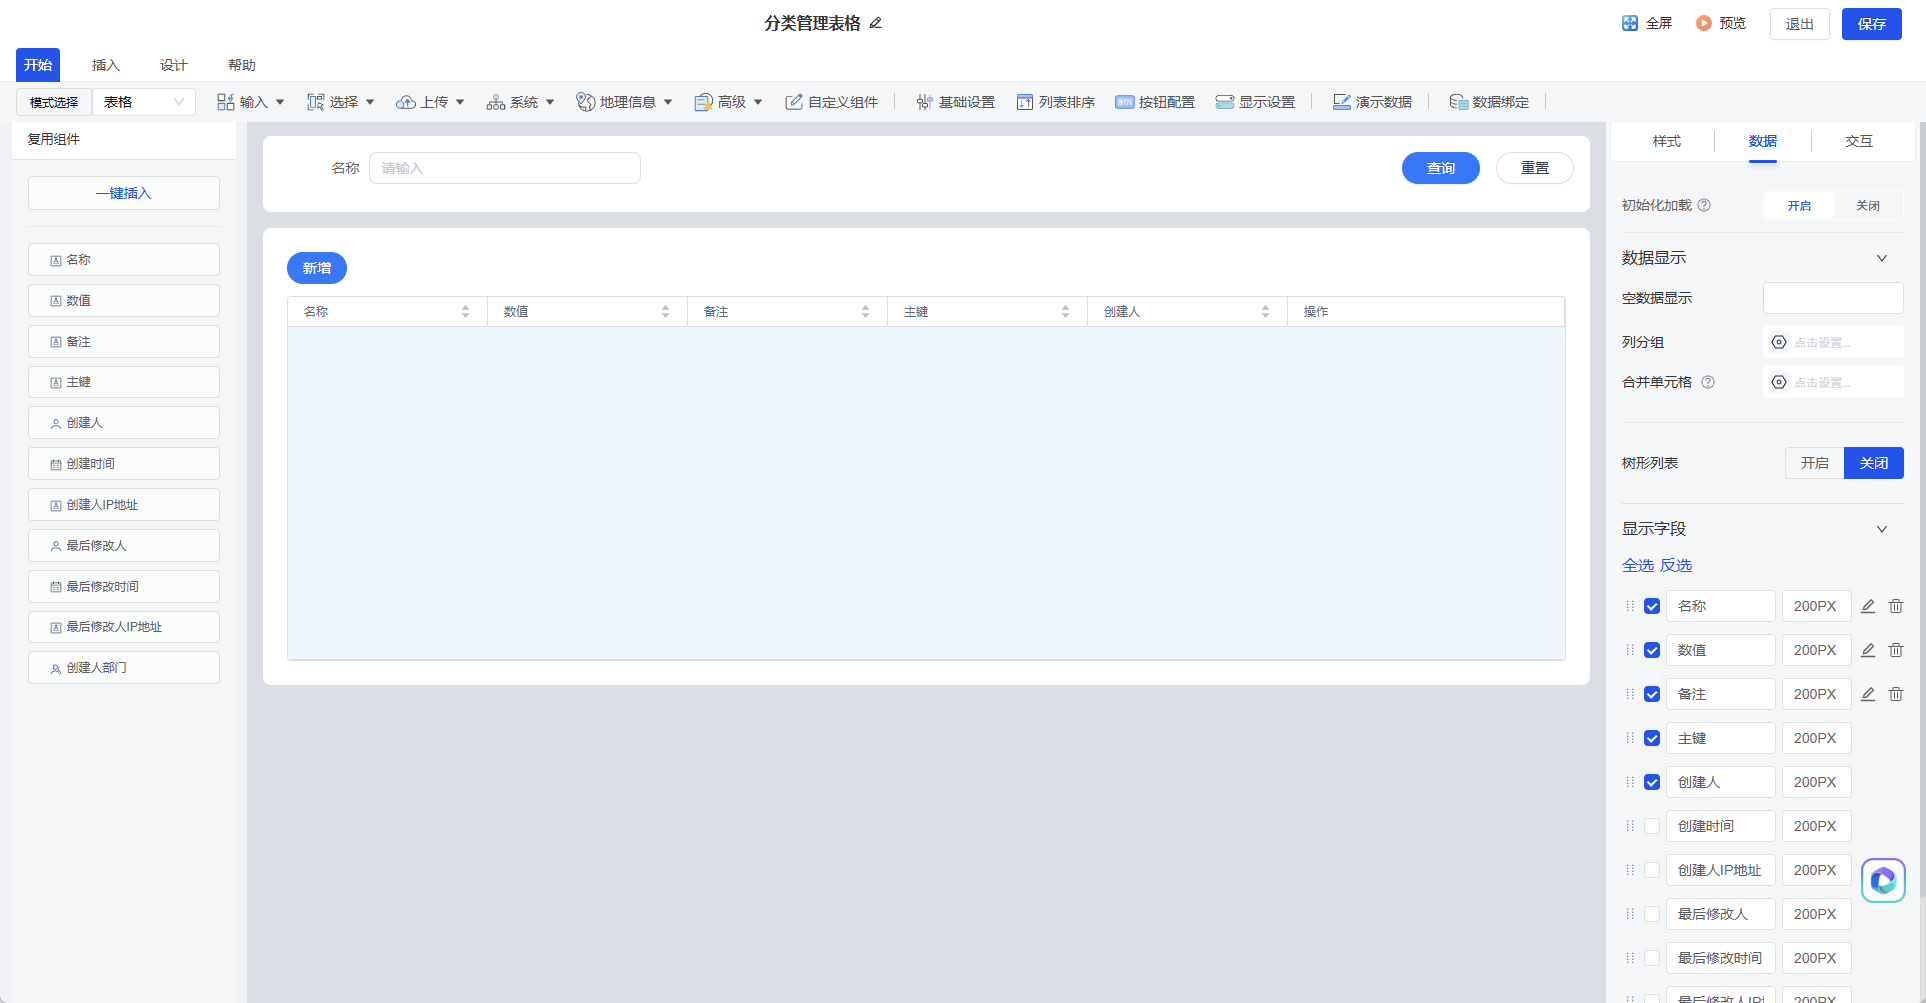 分类管理表格
全屏 预览 退出 保存
开始 插入 设计 帮助
模式选择 表格 输入 选择 上传 系统 地理信息 高级 自定义组件 基础设置 列表排序 BTN 按钮配置 显示设置 演示数据 数据绑定
复用组件
一键插入
名称
数值
备注
主键
创建人
创建时间
创建人IP地址
最后修改人
最后修改时间
最后修改人IP地址
创建人部门
名称 请输入 查询 重置
新增
名称 数值 备注 主键 创建人 操作
样式 数据 交互
初始化加载 开启 关闭
数据显示
空数据显示
列分组 点击设置...
合并单元格 点击设置...
树形列表 开启 关闭
显示字段
全选 反选
名称 200PX
数值 200PX
备注 200PX
主键 200PX
创建人 200PX
创建时间 200PX
创建人IP地址 200PX
最后修改人 200PX
最后修改时间 200PX
最后修改人IP 200PX